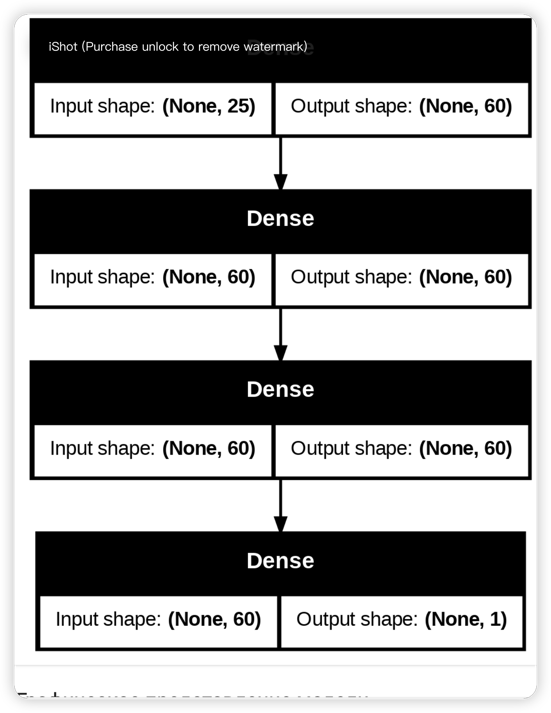 iShot (Purchase unlock to remove watermark)
Dense
Input shape: (None, 25) Output shape: (None, 60)
Dense
Input shape: (None, 60) Output shape: (None, 60)
Dense
Input shape: (None, 60) Output shape: (None, 60)
Dense
Input shape: (None, 60) Output shape: (None, 1)